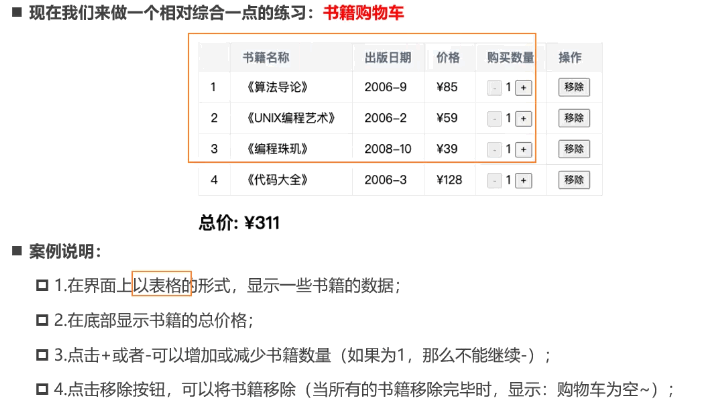 现在我们来做一个相对综合一点的练习：书籍购物车
书籍名称 出版日期 价格 购买数量 操作
1 《算法导论》 2006-9 ¥85 - 1 + 移除
2 《UNIX编程艺术》 2006-2 ¥59 - 1 + 移除
3 《编程珠玑》 2008-10 ¥39 - 1 + 移除
4 《代码大全》 2006-3 ¥128 - 1 + 移除
总价: ¥311
案例说明：
1.在界面上以表格的形式，显示一些书籍的数据；
2.在底部显示书籍的总价格；
3.点击+或者-可以增加或减少书籍数量（如果为1，那么不能继续-）；
4.点击移除按钮，可以将书籍移除（当所有的书籍移除完毕时，显示：购物车为空~）；